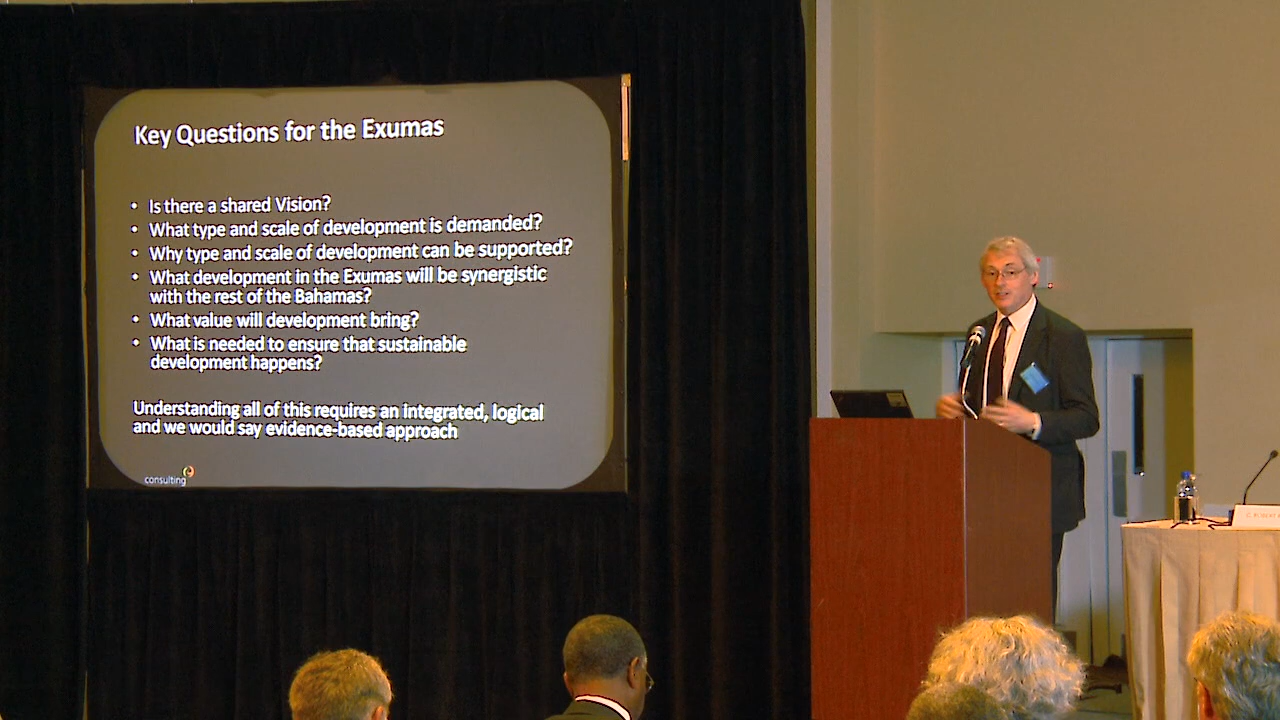 Key Questions for the Exumas
• Is there a shared Vision?
• What type and scale of development is demanded?
• Why type and scale of development can be supported?
• What development in the Exumas will be synergistic
with the rest of the Bahamas?
• What value will development bring?
• What is needed to ensure that sustainable
development happens?
Understanding all of this requires an integrated, logical
and we would say evidence-based approach
consulting